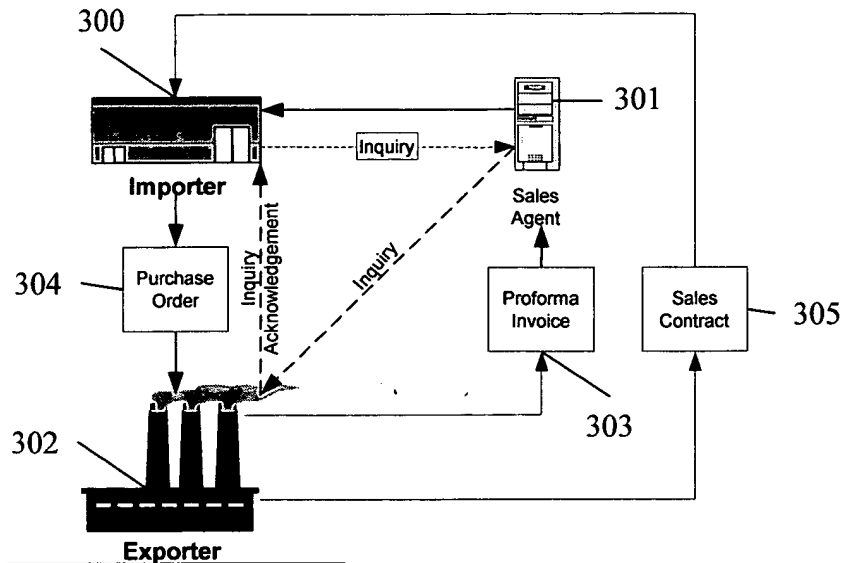 300
301
Inquiry
Importer
Sales
Agent
Inquiry
Acknowledgement
Inquiry
304
Purchase
Order
Proforma
Invoice
Sales
Contract
305
303
302
Exporter